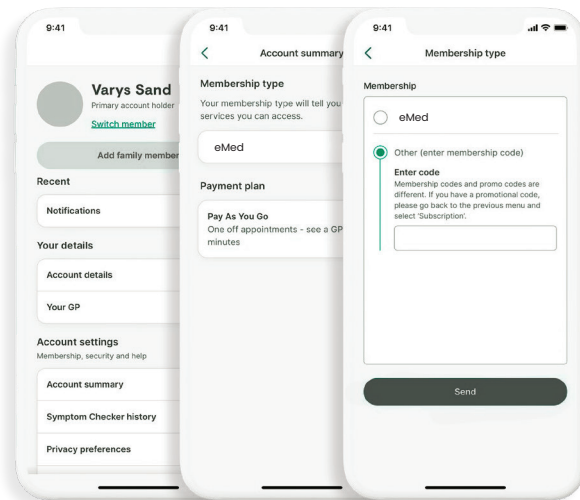 9:41
Varys Sand
Primary account holder
Switch member
Add family member
Recent
Notifications
Your details
Account details
Your GP
Account settings
Membership, security and help
Account summary
Symptom Checker history
Privacy preferences
9:41
Account summary
Membership type
Your membership type will tell you
services you can access.
eMed
Payment plan
Pay As You Go
One off appointments - see a GP
minutes
9:41
Membership type
Membership
eMed
Other (enter membership code)
Enter code
Membership codes and promo codes are
different. If you have a promotional code,
please go back to the previous menu and
select 'Subscription'.
Send